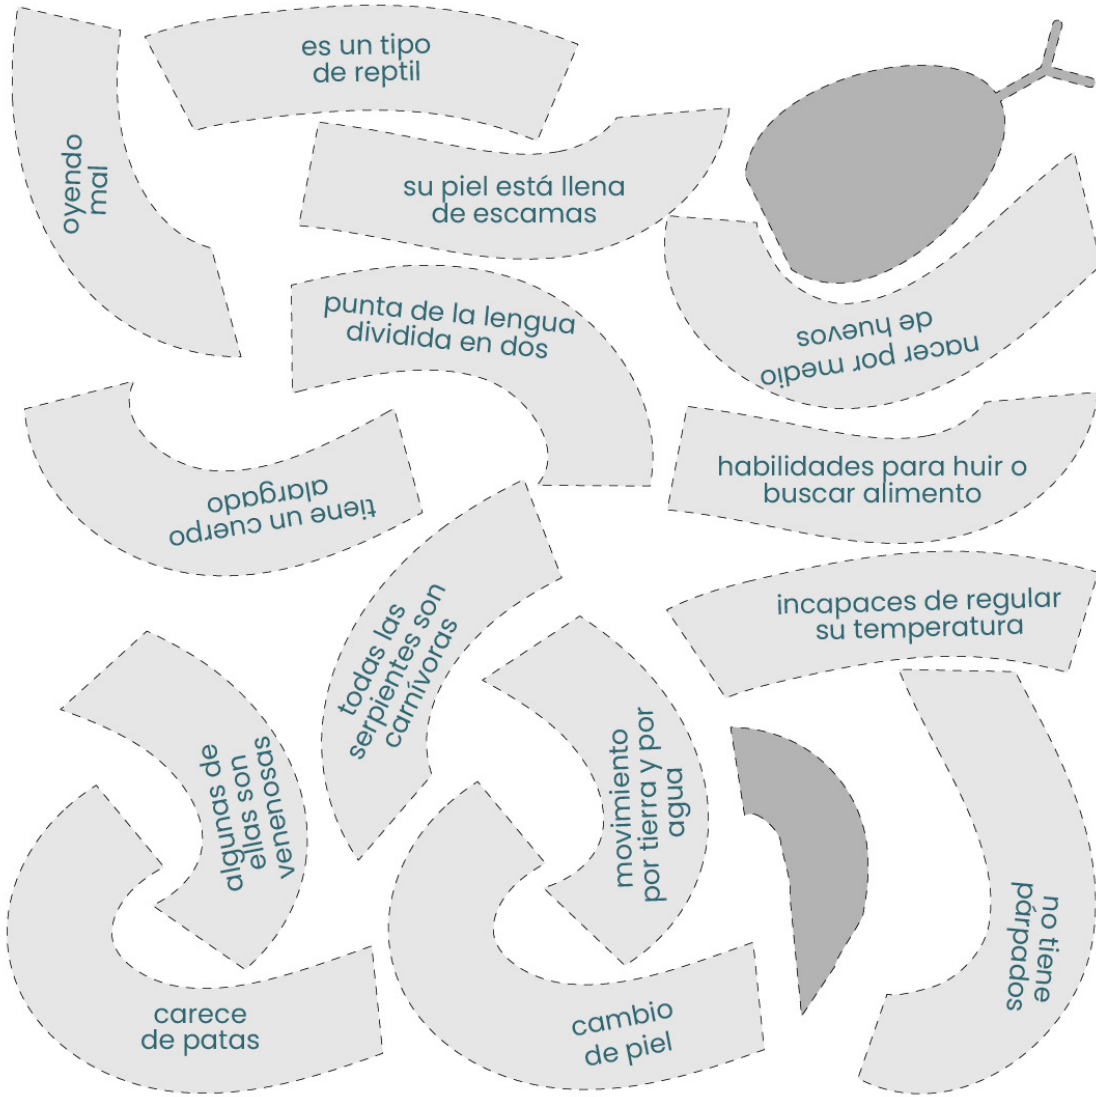 es un tipo
de reptil
oyendo
mal
su piel está llena
de escamas
punta de la lengua
dividida en dos
nacer por medio
de huevos
habilidades para huir o
buscar alimento
tiene un cuerpo
alargado
incapaces de regular
su temperatura
todas las
serpientes son
carnívoras
algunas de
ellas son
venenosas
movimiento
por tierra y por
agua
no tiene
párpados
carece
de patas
cambio
de piel